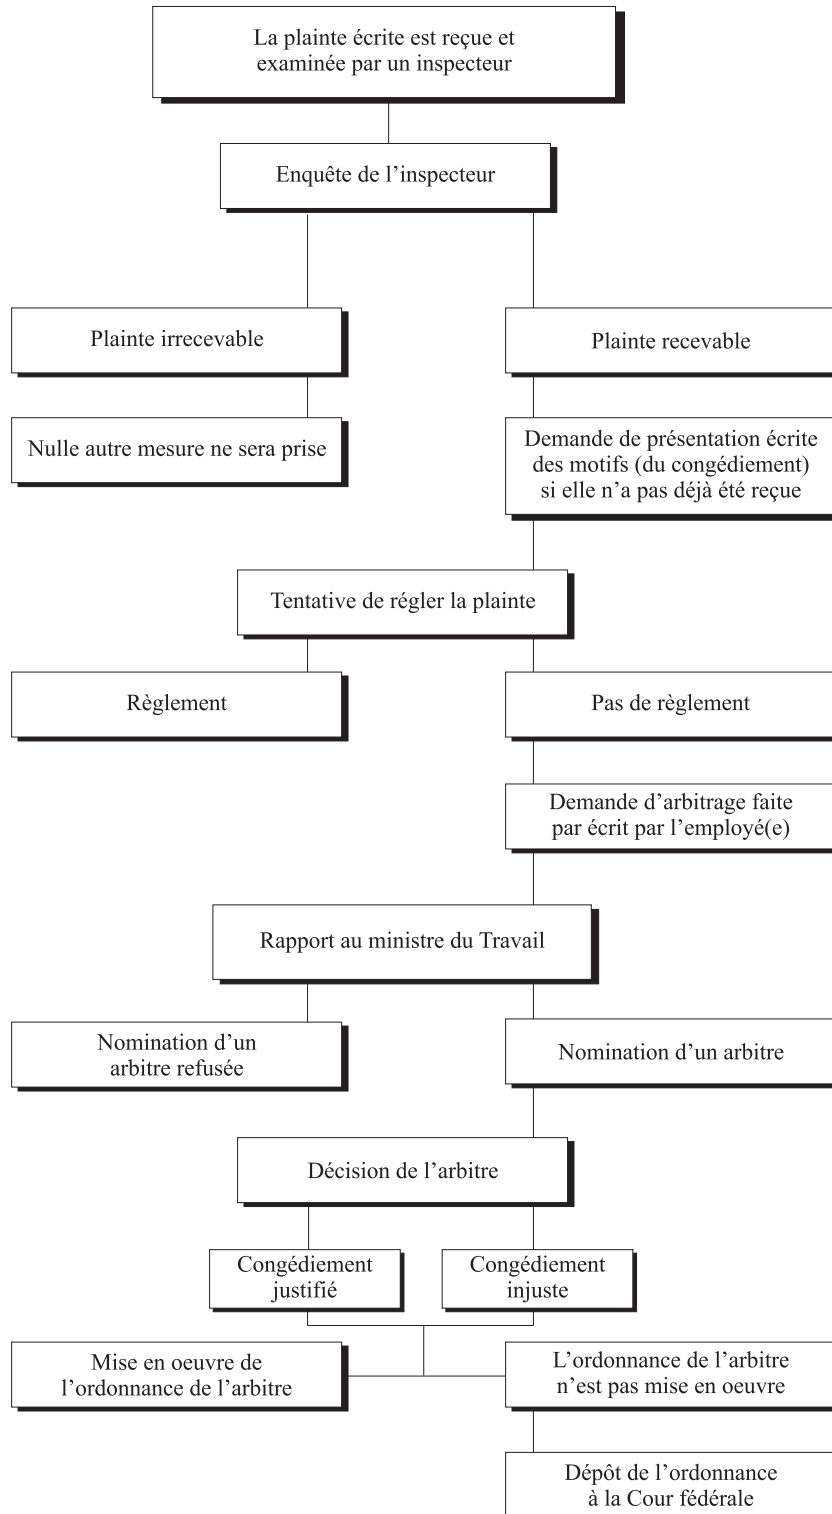 La plainte écrite est reçue et
examinée par un inspecteur
Enquête de l’inspecteur
Plainte irrecevable
Plainte recevable
Nulle autre mesure ne sera prise
Demande de présentation écrite
des motifs (du congédiement)
si elle n’a pas déjà été reçue
Tentative de régler la plainte
Règlement
Pas de règlement
Demande d’arbitrage faite
par écrit par l’employé(e)
Rapport au ministre du Travail
Nomination d’un
arbitre refusée
Nomination d’un arbitre
Décision de l’arbitre
Congédiement
justifié
Congédiement
injuste
Mise en oeuvre de
l’ordonnance de l’arbitre
L’ordonnance de l’arbitre
n’est pas mise en oeuvre
Dépôt de l’ordonnance
à la Cour fédérale